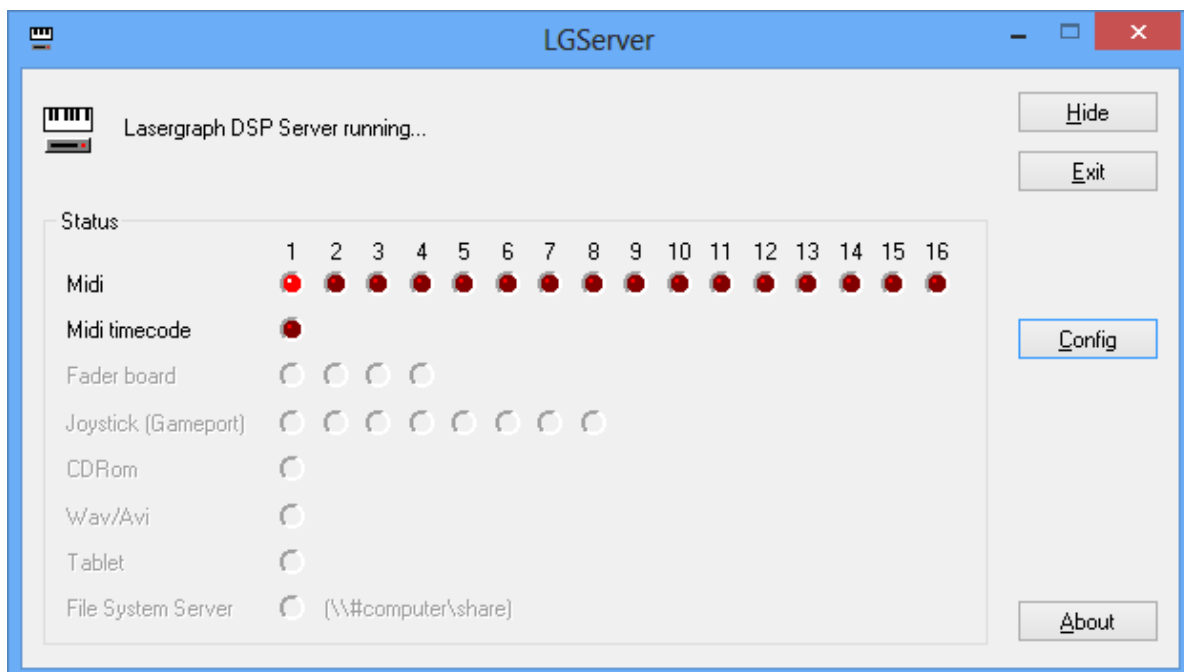 LGServer
Lasergraph DSP Server running...
Hide
Exit
Status
1 2 3 4 5 6 7 8 9 10 11 12 13 14 15 16
Midi
Midi timecode
Config
Fader board
Joystick (Gameport)
CDRom
Wav/Avi
Tablet
File System Server (\\#computer\share)
About